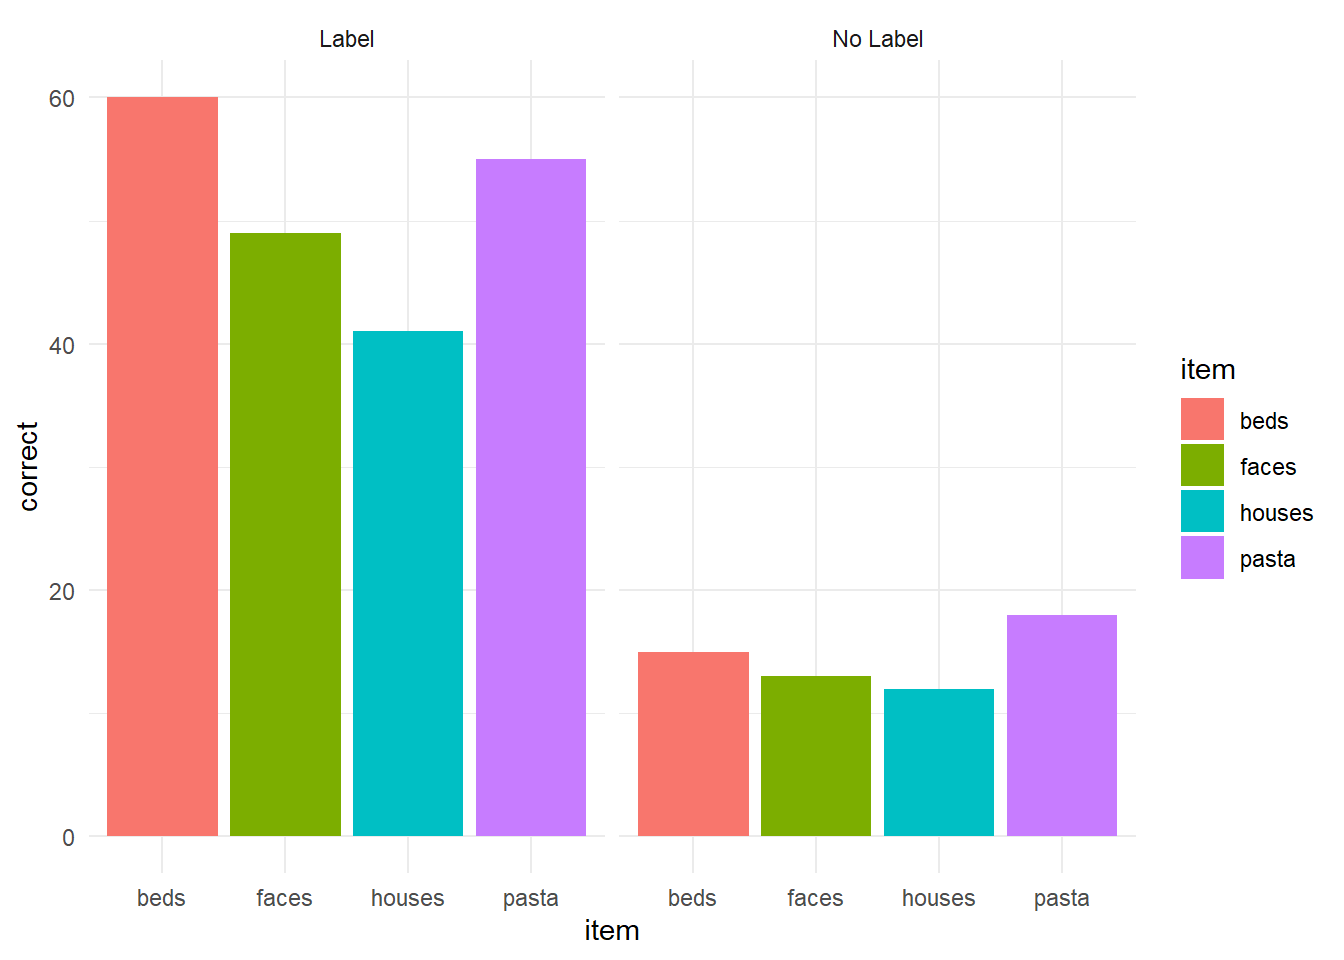 Label
No Label
60
40
20
0
correct
beds faces houses pasta
beds faces houses pasta
item
item
beds
faces
houses
pasta